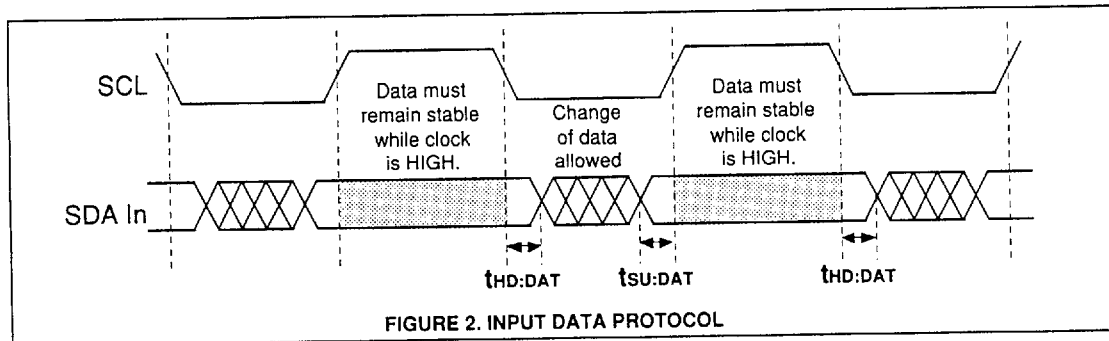 SCL
Data must
remain stable
while clock
is HIGH.
Change
of data
allowed
Data must
remain stable
while clock
is HIGH.
SDA In
tHD:DAT
tSU:DAT
tHD:DAT
FIGURE 2. INPUT DATA PROTOCOL